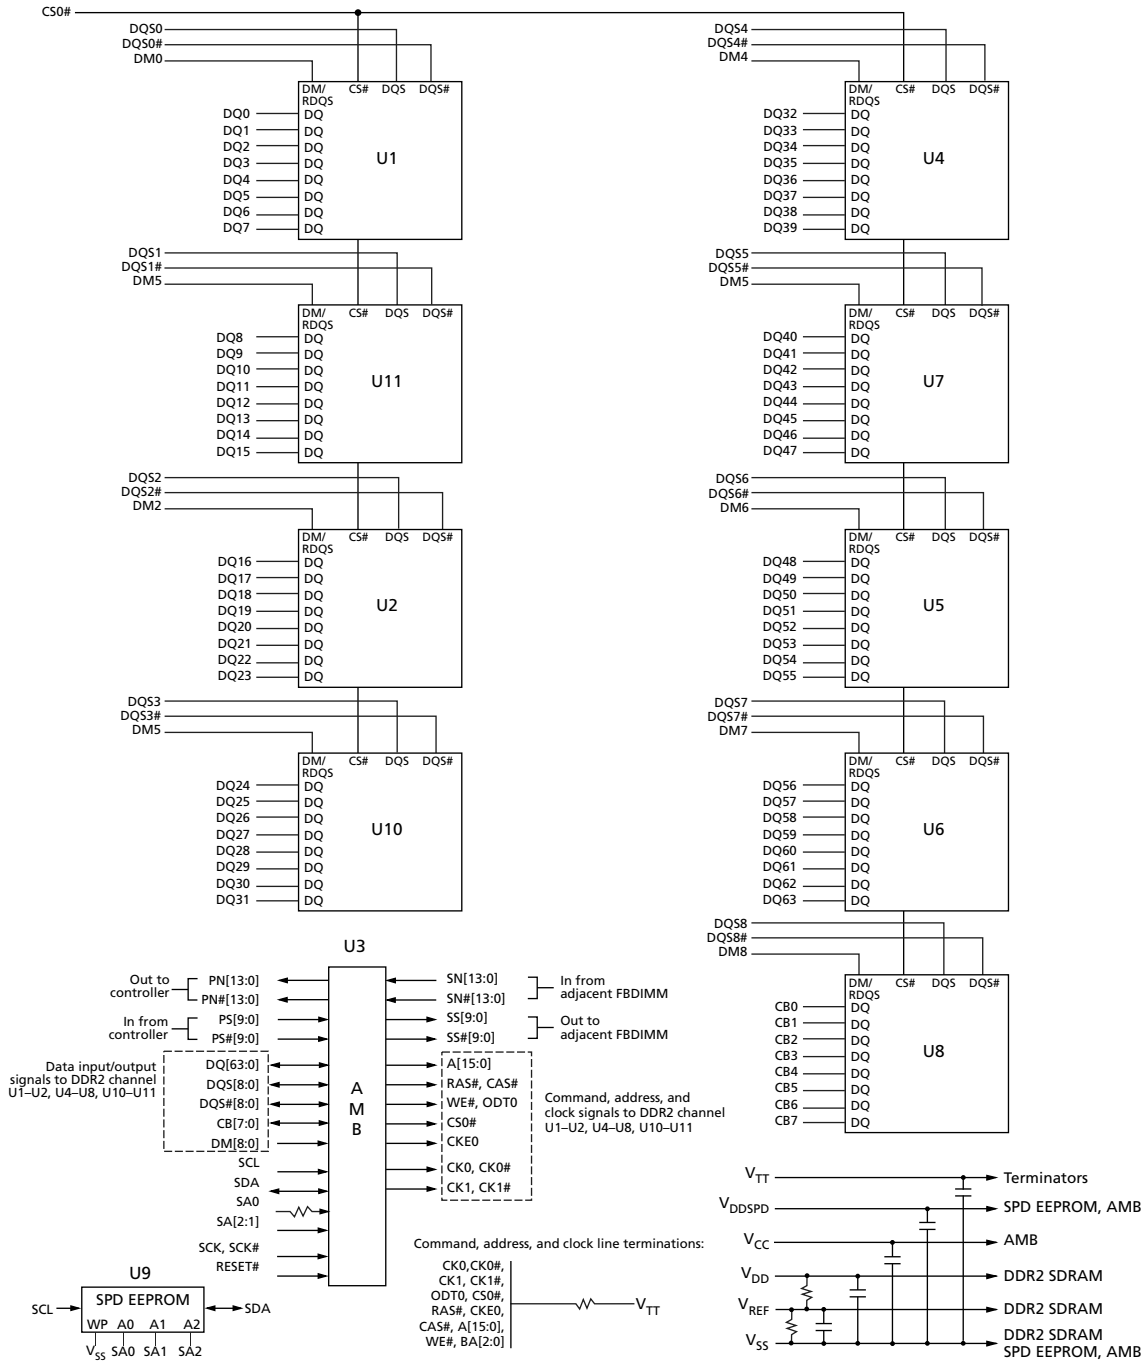 CS0#
DQS0
DQS0#
DM0
DM/
RDQS
CS#
DQS
DQS#
DQ0
DQ
DQ1
DQ
DQ2
DQ
DQ3
DQ
DQ4
DQ
DQ5
DQ
DQ6
DQ
DQ7
DQ
U1
DQS1
DQS1#
DM5
DM/
RDQS
CS#
DQS
DQS#
DQ8
DQ
DQ9
DQ
DQ10
DQ
DQ11
DQ
DQ12
DQ
DQ13
DQ
DQ14
DQ
DQ15
DQ
U11
DQS2
DQS2#
DM2
DM/
RDQS
CS#
DQS
DQS#
DQ16
DQ
DQ17
DQ
DQ18
DQ
DQ19
DQ
DQ20
DQ
DQ21
DQ
DQ22
DQ
DQ23
DQ
U2
DQS3
DQS3#
DM5
DM/
RDQS
CS#
DQS
DQS#
DQ24
DQ
DQ25
DQ
DQ26
DQ
DQ27
DQ
DQ28
DQ
DQ29
DQ
DQ30
DQ
DQ31
DQ
U10
DQS4
DQS4#
DM4
DM/
RDQS
CS#
DQS
DQS#
DQ32
DQ
DQ33
DQ
DQ34
DQ
DQ35
DQ
DQ36
DQ
DQ37
DQ
DQ38
DQ
DQ39
DQ
U4
DQS5
DQS5#
DM5
DM/
RDQS
CS#
DQS
DQS#
DQ40
DQ
DQ41
DQ
DQ42
DQ
DQ43
DQ
DQ44
DQ
DQ45
DQ
DQ46
DQ
DQ47
DQ
U7
DQS6
DQS6#
DM6
DM/
RDQS
CS#
DQS
DQS#
DQ48
DQ
DQ49
DQ
DQ50
DQ
DQ51
DQ
DQ52
DQ
DQ53
DQ
DQ54
DQ
DQ55
DQ
U5
DQS7
DQS7#
DM7
DM/
RDQS
CS#
DQS
DQS#
DQ56
DQ
DQ57
DQ
DQ58
DQ
DQ59
DQ
DQ60
DQ
DQ61
DQ
DQ62
DQ
DQ63
DQ
U6
DQS8
DQS8#
DM8
DM/
RDQS
CS#
DQS
DQS#
CB0
DQ
CB1
DQ
CB2
DQ
CB3
DQ
CB4
DQ
CB5
DQ
CB6
DQ
CB7
DQ
U8
U3
A
M
B
Out to
controller
PN[13:0]
PN#[13:0]
In from
controller
PS[9:0]
PS#[9:0]
Data input/output
signals to DDR2 channel
U1–U2, U4–U8, U10–U11
DQ[63:0]
DQS[8:0]
DQS#[8:0]
CB[7:0]
DM[8:0]
SCL
SDA
SA0
SA[2:1]
SCK, SCK#
RESET#
SN[13:0]
SN#[13:0]
In from
adjacent FBDIMM
SS[9:0]
SS#[9:0]
Out to
adjacent FBDIMM
A[15:0]
RAS#, CAS#
WE#, ODT0
CS0#
CKE0
CK0, CK0#
CK1, CK1#
Command, address, and
clock signals to DDR2 channel
U1–U2, U4–U8, U10–U11
U9
SCL
SPD EEPROM
SDA
WP A0 A1 A2
VSS SA0 SA1 SA2
Command, address, and clock line terminations:
CK0,CK0#,
CK1, CK1#,
ODT0, CS0#,
RAS#, CKE0,
CAS#, A[15:0],
WE#, BA[2:0]
VTT
VTT
Terminators
VDDSPD
SPD EEPROM, AMB
VCC
AMB
VDD
DDR2 SDRAM
VREF
DDR2 SDRAM
VSS
DDR2 SDRAM
SPD EEPROM, AMB